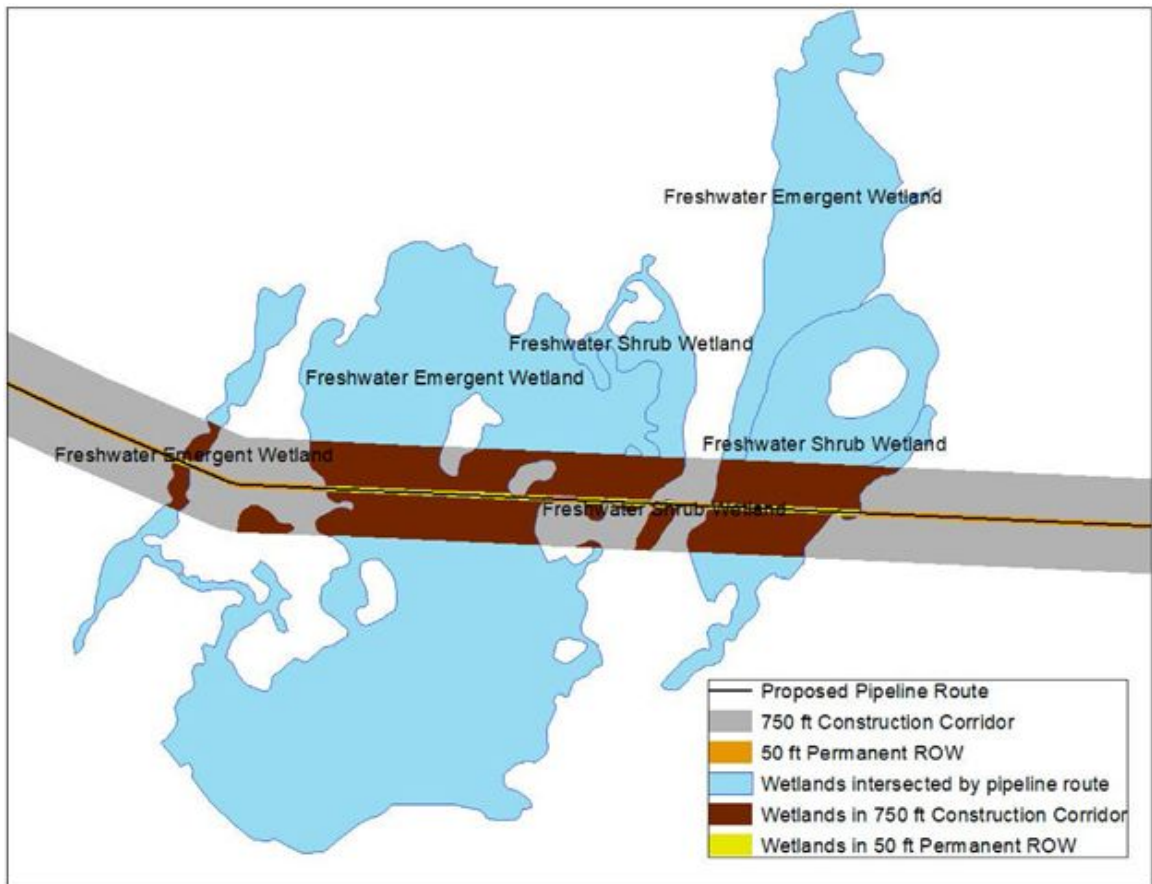 Freshwater Emergent Wetland
Freshwater Shrub Wetland
Freshwater Emergent Wetland
Freshwater Shrub Wetland
Freshwater Emergent Wetland
Freshwater Shrub Wetland
Proposed Pipeline Route
750 ft Construction Corridor
50 ft Permanent ROW
Wetlands intersected by pipeline route
Wetlands in 750 ft Construction Corridor
Wetlands in 50 ft Permanent ROW